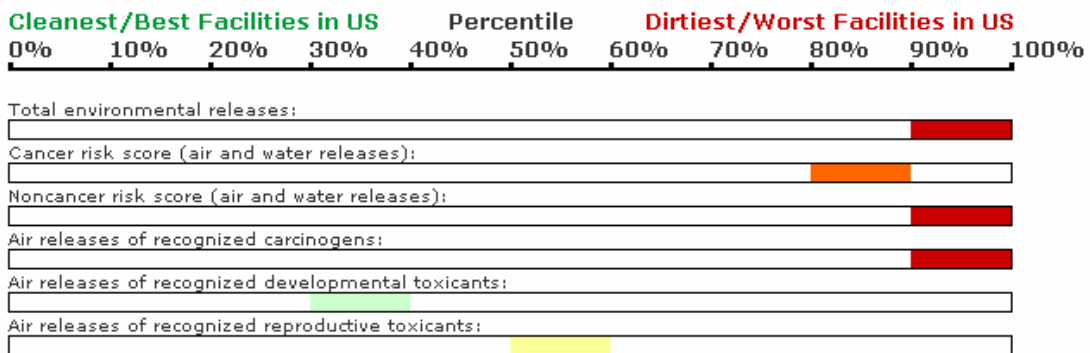 Cleanest/Best Facilities in US Percentile Dirtiest/Worst Facilities in US
0% 10% 20% 30% 40% 50% 60% 70% 80% 90% 100%
Total environmental releases:
Cancer risk score (air and water releases):
Noncancer risk score (air and water releases):
Air releases of recognized carcinogens:
Air releases of recognized developmental toxicants:
Air releases of recognized reproductive toxicants: